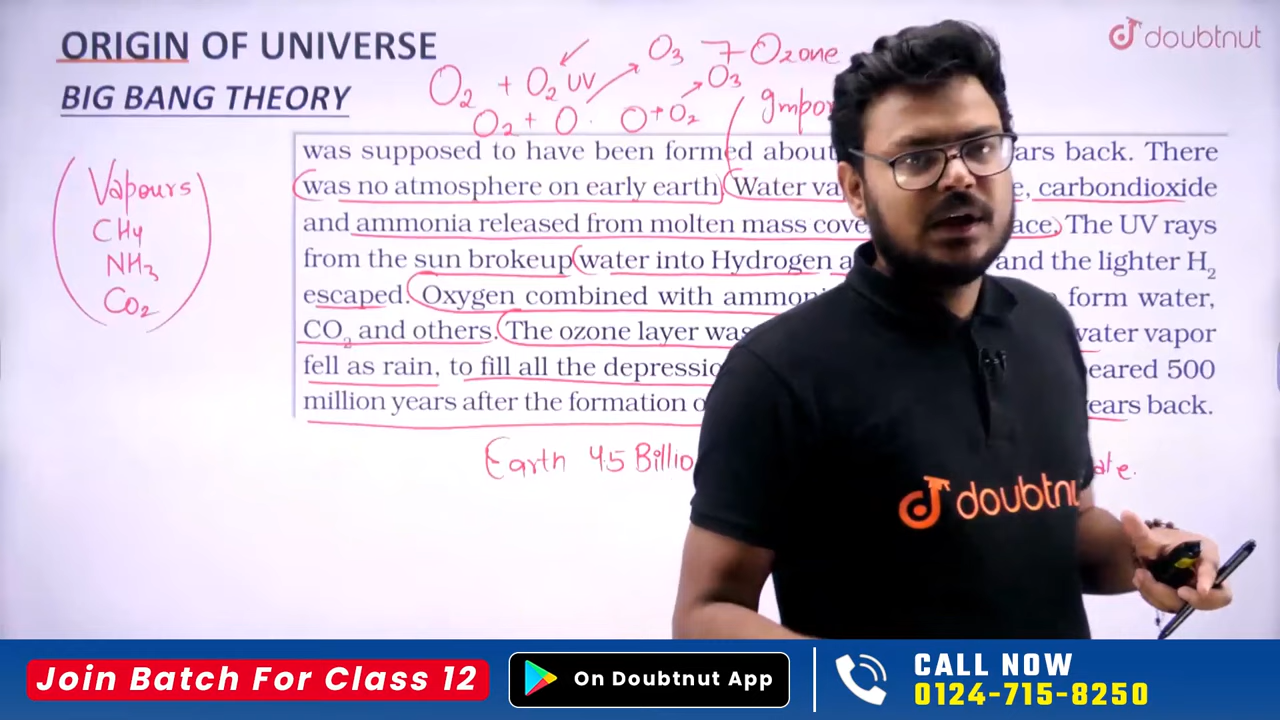 ORIGIN OF UNIVERSE
BIG BANG THEORY
doubtnut
O2 + O2 UV → O3 → Ozone
O2 + O· O + O2 → O3
Vapours
CH4
NH3
CO2
was supposed to have been formed about ars back. There
was no atmosphere on early earth. Water va e, carbondioxide
and ammonia released from molten mass cove ace. The UV rays
from the sun brokeup water into Hydrogen a and the lighter H2
escaped. Oxygen combined with ammon form water,
CO2 and others. The ozone layer was water vapor
fell as rain, to fill all the depressio eared 500
million years after the formation o ears back.
Earth 4.5 Billio ate.
doubtnu
Join Batch For Class 12
On Doubtnut App
CALL NOW
0124-715-8250